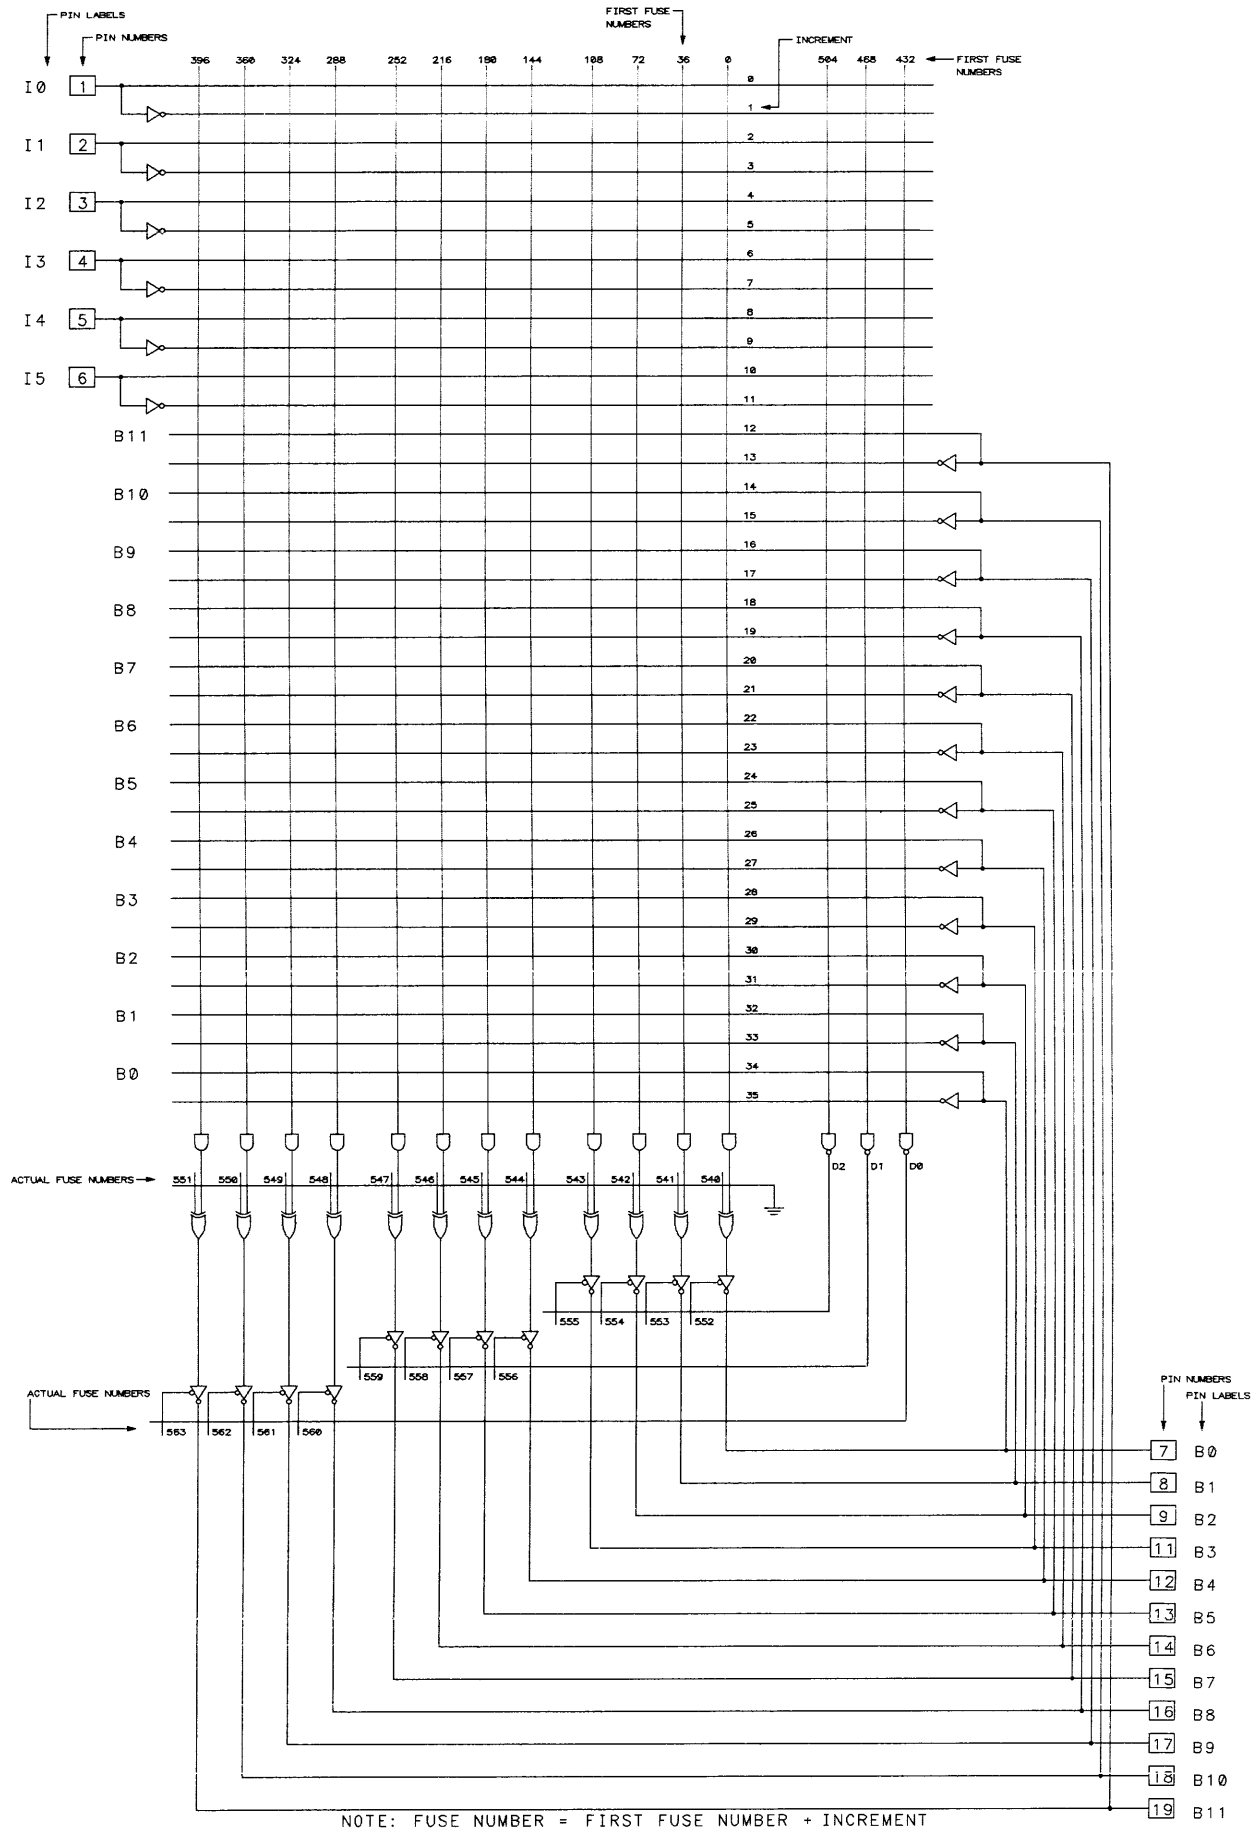 PIN LABELS
FIRST FUSE NUMBERS
PIN NUMBERS
INCREMENT
396 360 324 288 252 216 180 144 108 72 36 0 504 468 432
FIRST FUSE NUMBERS
I0 1 0
1
I1 2 2
3
I2 3 4
5
I3 4 6
7
I4 5 8
9
I5 6 10
11
B11 12
13
B10 14
15
B9 16
17
B8 18
19
B7 20
21
B6 22
23
B5 24
25
B4 26
27
B3 28
29
B2 30
31
B1 32
33
B0 34
35
D2 D1 D0
ACTUAL FUSE NUMBERS 551 550 549 548 547 546 545 544 543 542 541 540
555 554 553 552
559 558 557 556
ACTUAL FUSE NUMBERS
563 562 561 560
PIN NUMBERS
PIN LABELS
7 B0
8 B1
9 B2
11 B3
12 B4
13 B5
14 B6
15 B7
16 B8
17 B9
18 B10
19 B11
NOTE: FUSE NUMBER = FIRST FUSE NUMBER + INCREMENT